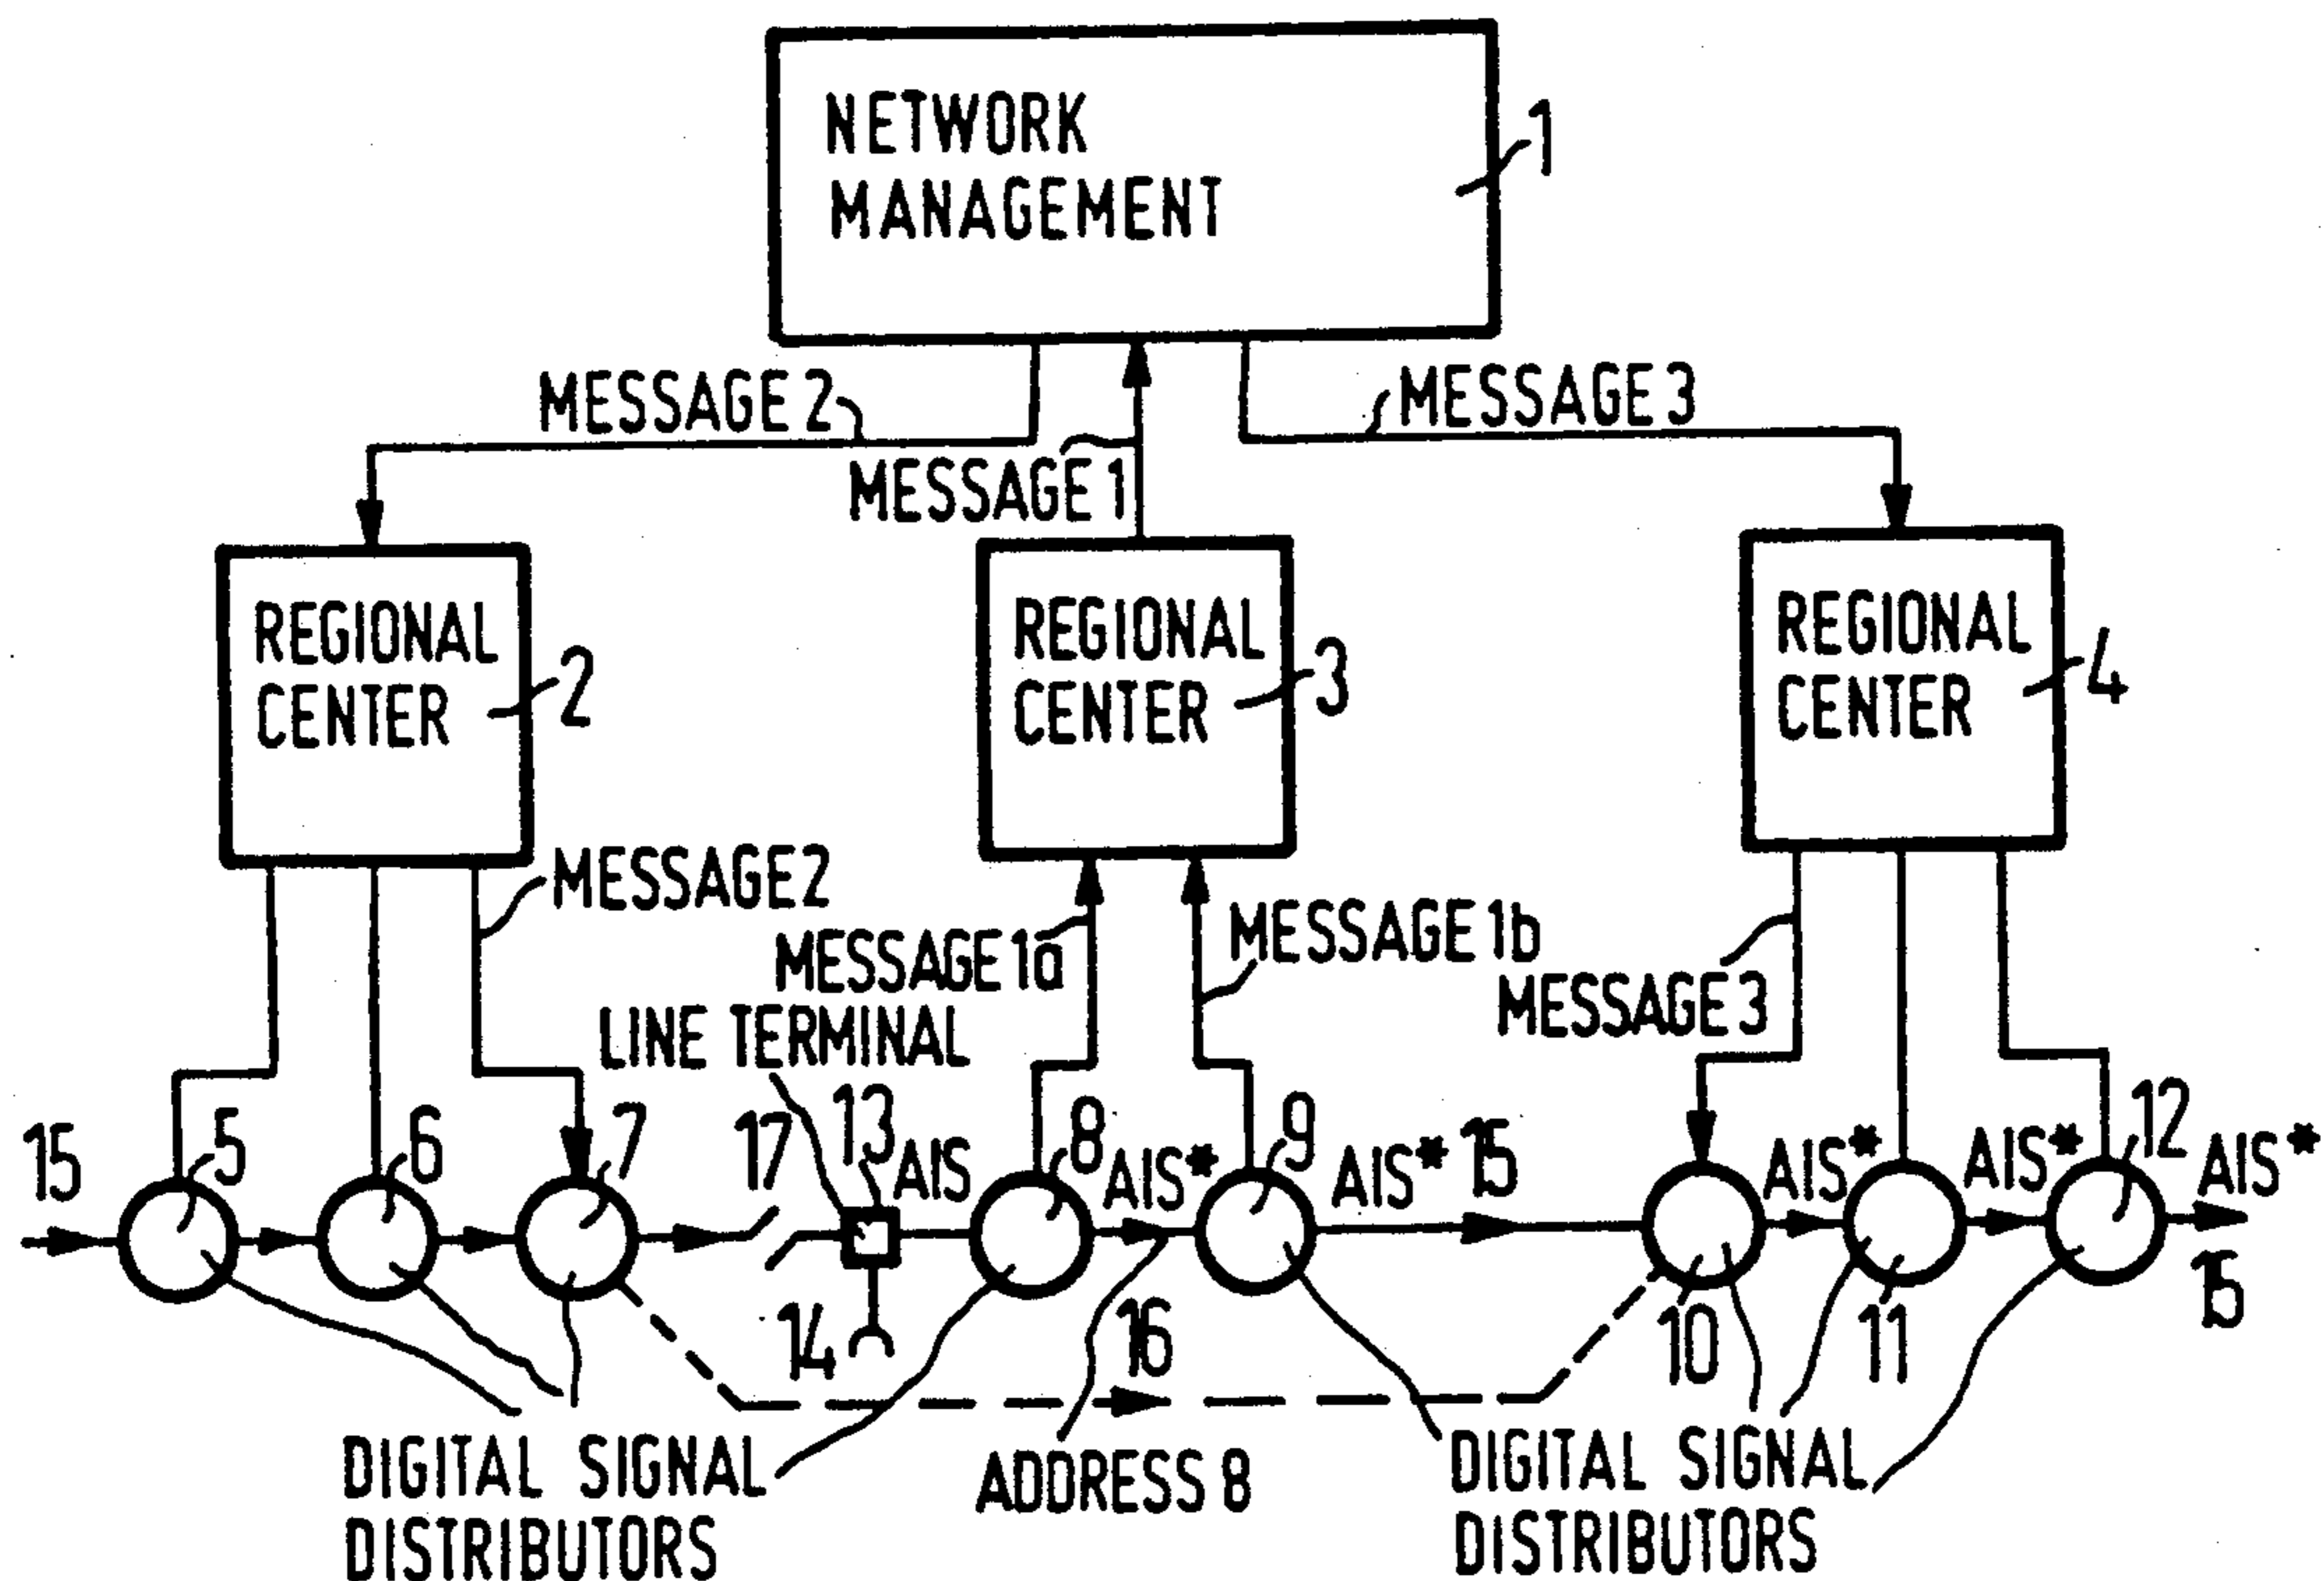 NETWORK
MANAGEMENT
1
MESSAGE 2
MESSAGE 3
MESSAGE 1
REGIONAL
CENTER
2
REGIONAL
CENTER
3
REGIONAL
CENTER
4
MESSAGE2
MESSAGE 1a
MESSAGE 1b
MESSAGE 3
LINE TERMINAL
15
5
6
7
17
13
AIS
8
AIS*
9
AIS*
15
AIS*
AIS*
12
AIS*
15
14
16
10
11
DIGITAL SIGNAL
DISTRIBUTORS
ADDRESS 8
DIGITAL SIGNAL
DISTRIBUTORS